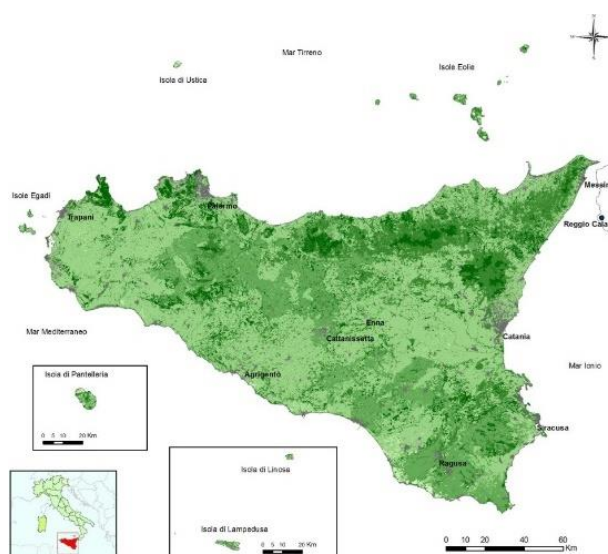 Mar Tirreno
Isole Eolie
Isola di Ustica
Isole Egadi
Trapani
Palermo
Messin
Reggio Cala
Mar Mediterraneo
Enna
Caltanissetta
Catania
Mar Ionio
Agrigento
Isola di Pantelleria
0 5 10 20 Km
Siracusa
Ragusa
Isola di Linosa
Isola di Lampedusa
0 5 10 20 Km
0 10 20 40 60
Km